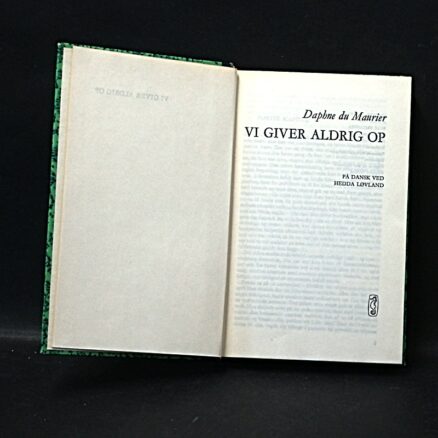 Daphne du Maurier
VI GIVER ALDRIG OP
PÅ DANSK VED
HEDDA LØVLAND